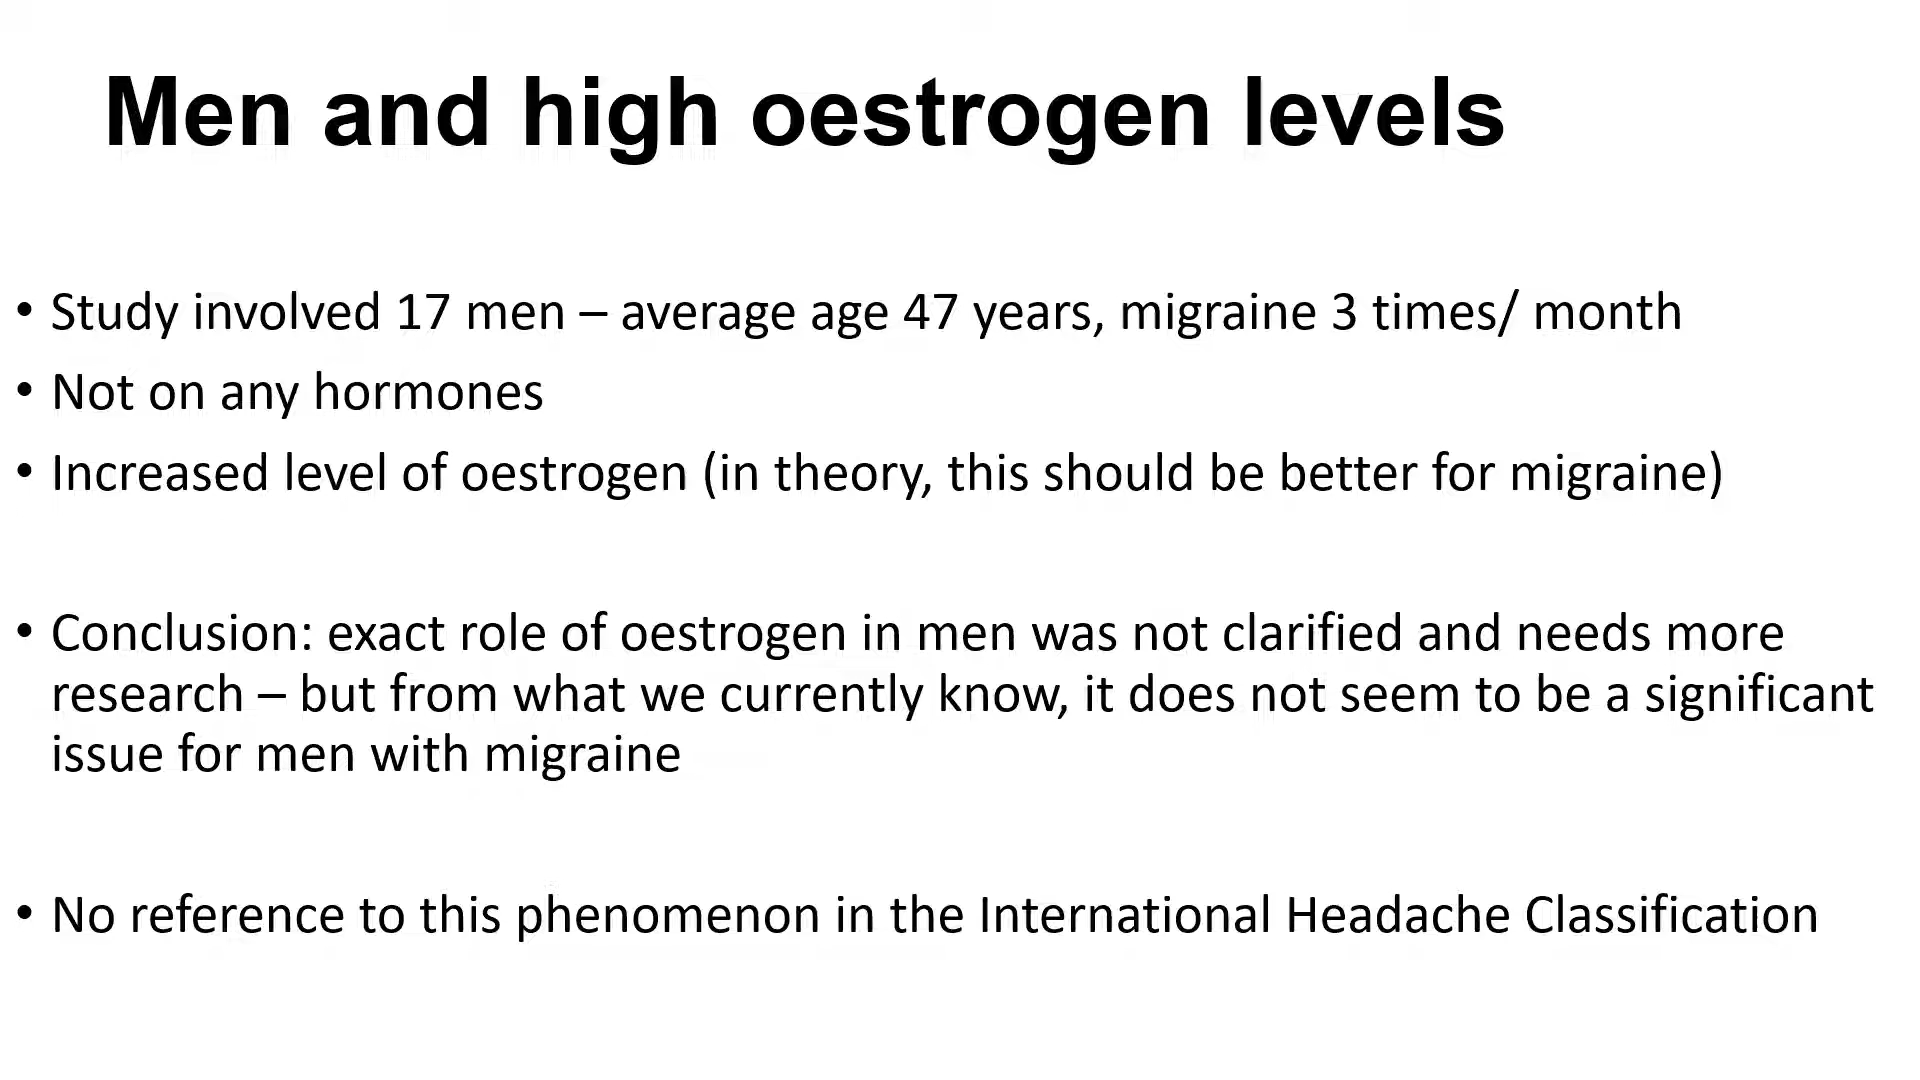 Men and high oestrogen levels
• Study involved 17 men – average age 47 years, migraine 3 times/ month
• Not on any hormones
• Increased level of oestrogen (in theory, this should be better for migraine)
• Conclusion: exact role of oestrogen in men was not clarified and needs more
research – but from what we currently know, it does not seem to be a significant
issue for men with migraine
• No reference to this phenomenon in the International Headache Classification